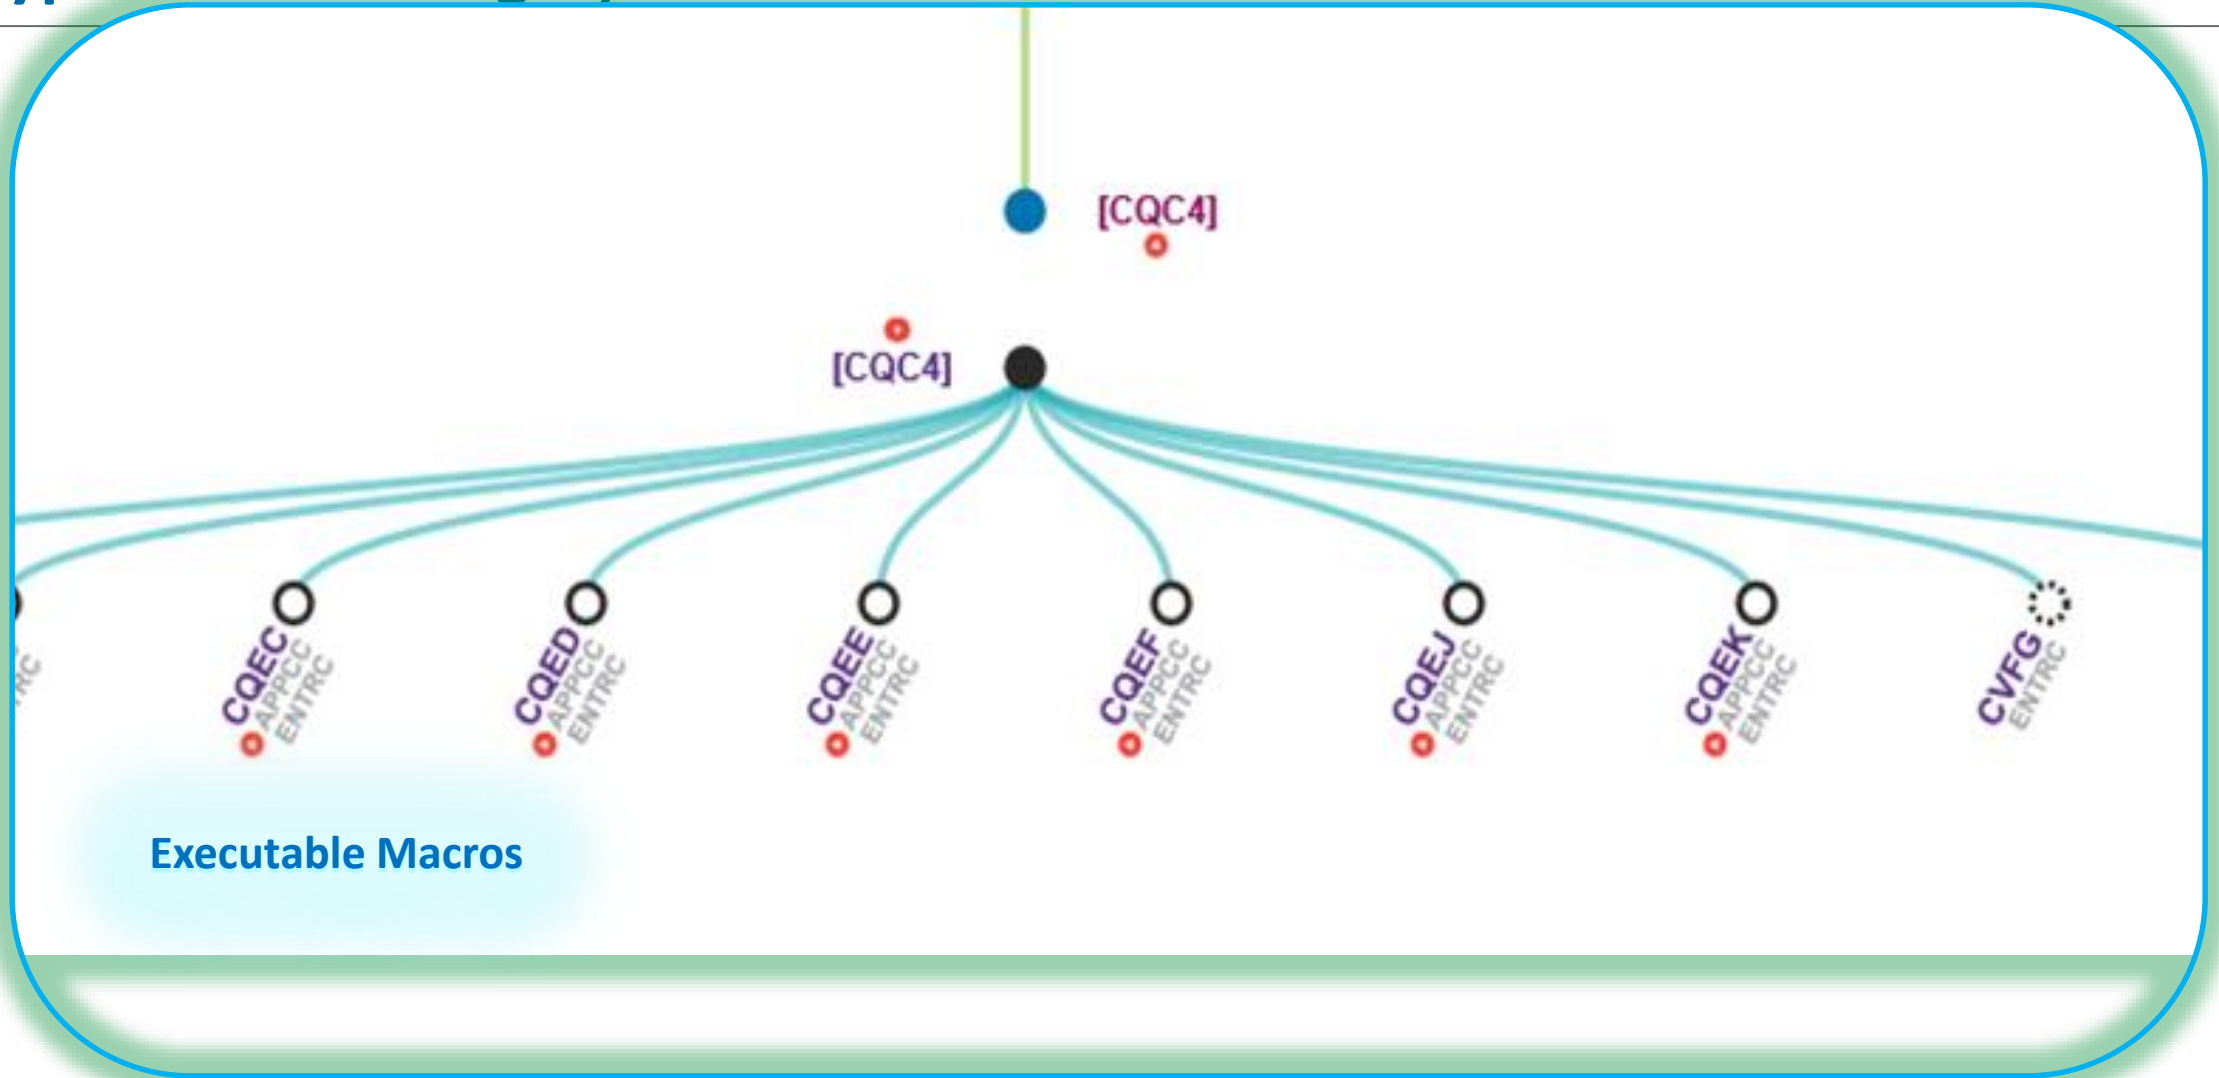 [CQC4]
[CQC4]
CQEC
APPCC
ENTRC
CQED
APPCC
ENTRC
CQEE
APPCC
ENTRC
CQEF
APPCC
ENTRC
CQEJ
APPCC
ENTRC
CQEK
APPCC
ENTRC
CVFG
ENTRC
Executable Macros